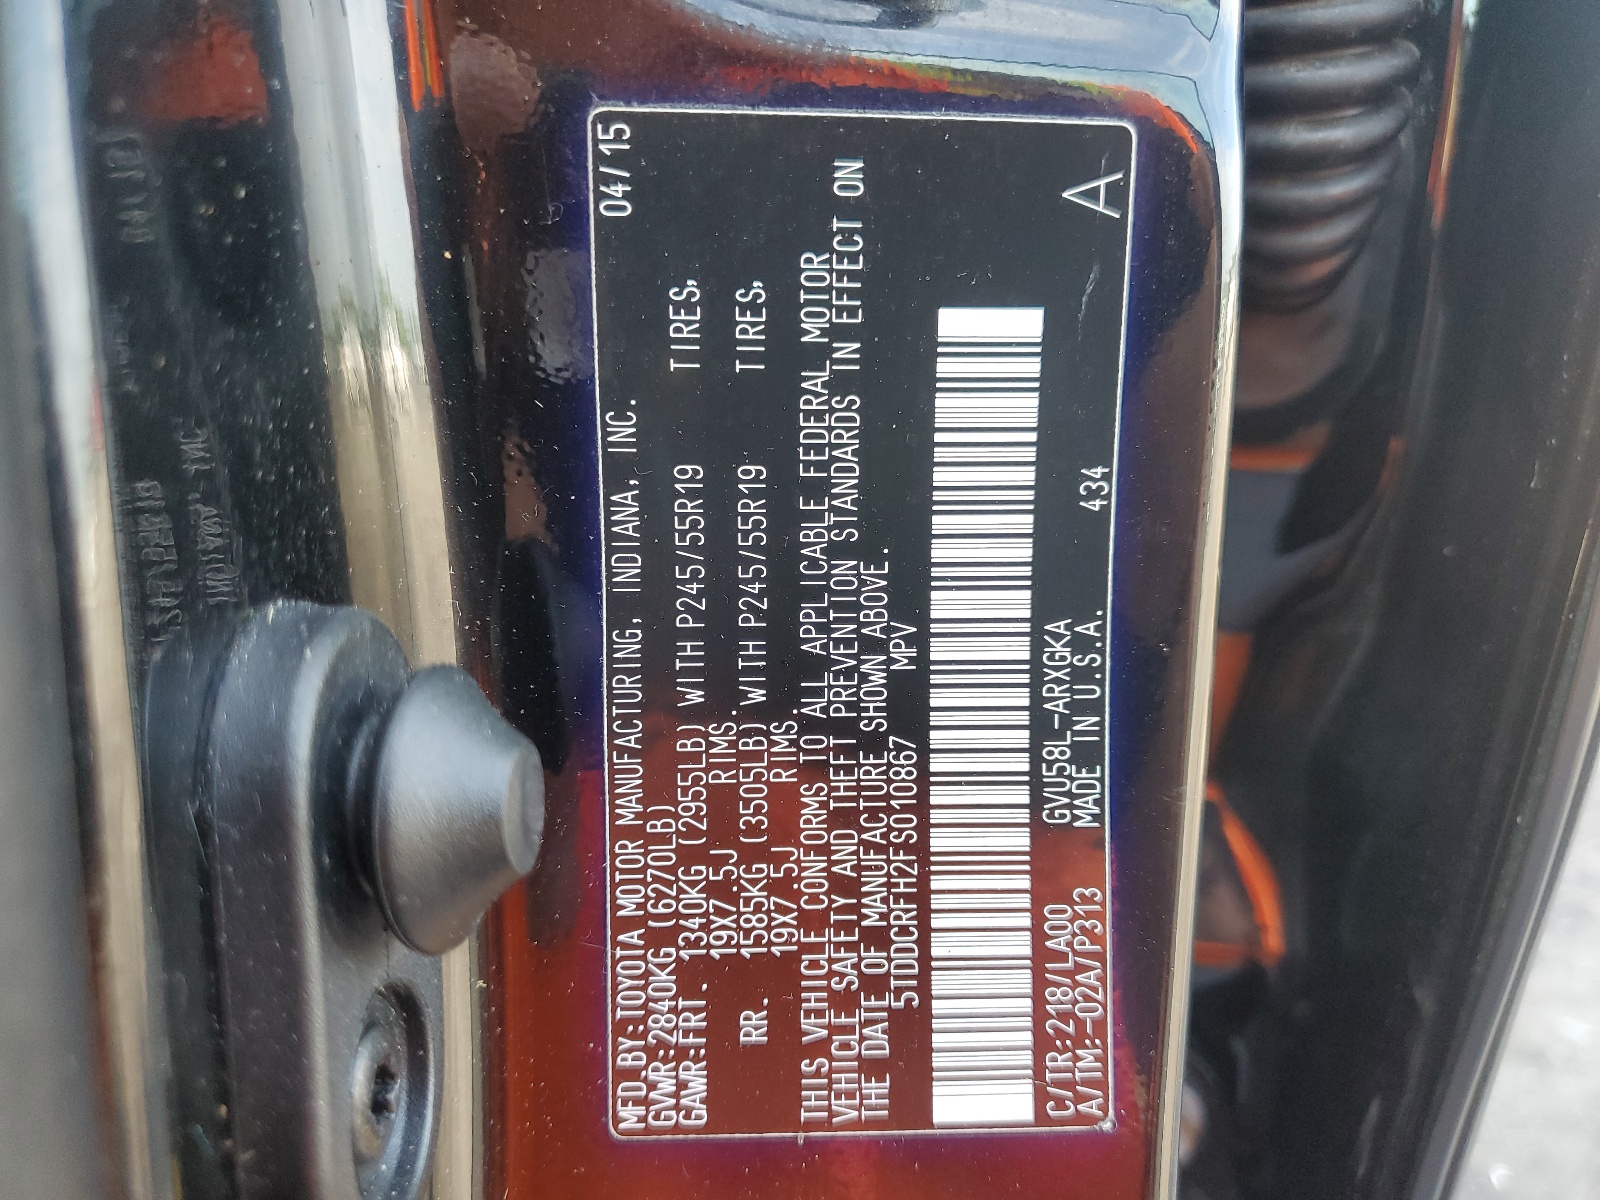 MFD.BY:TOYOTA MOTOR MANUFACTURING, INDIANA, INC. 04/15
GVWR:2840KG (6270LB)
GAWR:FRT. 1340KG (2955LB) WITH P245/55R19 TIRES,
19X7.5J RIMS.
RR. 1585KG (3505LB) WITH P245/55R19 TIRES,
19X7.5J RIMS.
THIS VEHICLE CONFORMS TO ALL APPLICABLE FEDERAL MOTOR
VEHICLE SAFETY AND THEFT PREVENTION STANDARDS IN EFFECT ON
THE DATE OF MANUFACTURE SHOWN ABOVE.
5TDDCRFH2FS010867 MPV
C/TR:218/LA00 GVU58L-ARXGKA
A/TM:-02A/P313 MADE IN U.S.A. 434
A